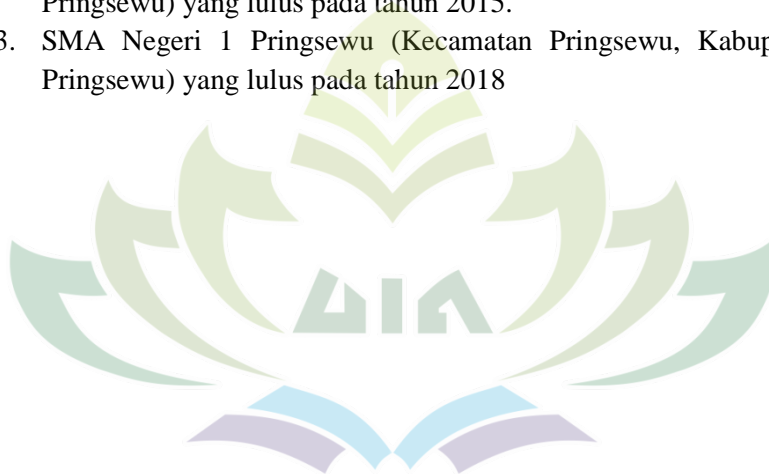 Pringsewu) yang lulus pada tahun 2015.
3. SMA Negeri 1 Pringsewu (Kecamatan Pringsewu, Kabup
Pringsewu) yang lulus pada tahun 2018
UIN